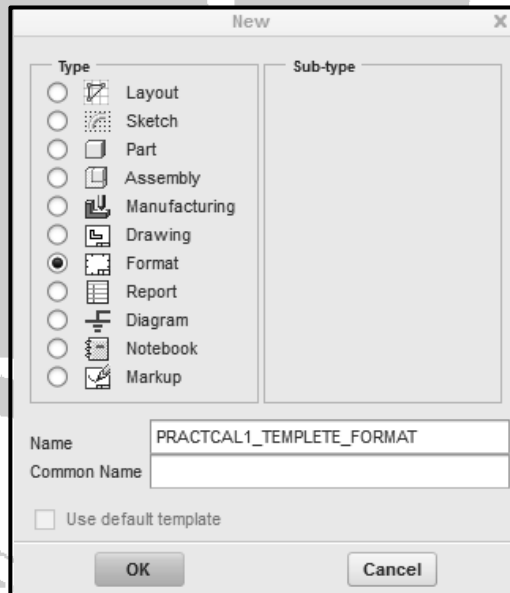 New
Type
Sub-type
Layout
Sketch
Part
Assembly
Manufacturing
Drawing
Format
Report
Diagram
Notebook
Markup
Name PRACTCAL1_TEMPLETE_FORMAT
Common Name
Use default template
OK Cancel